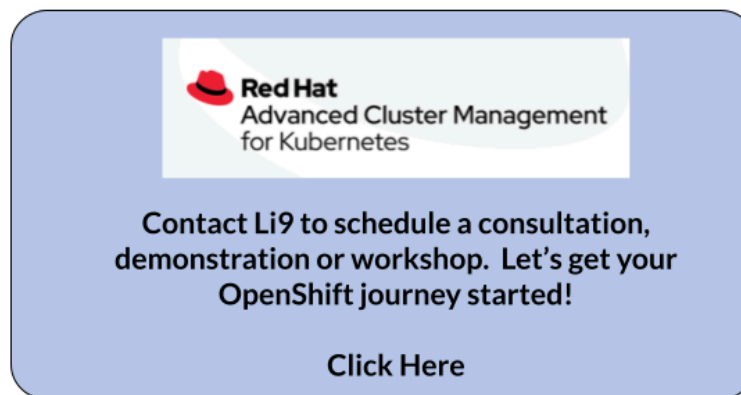 Red Hat
Advanced Cluster Management
for Kubernetes
Contact Li9 to schedule a consultation,
demonstration or workshop.  Let’s get your
OpenShift journey started!
Click Here